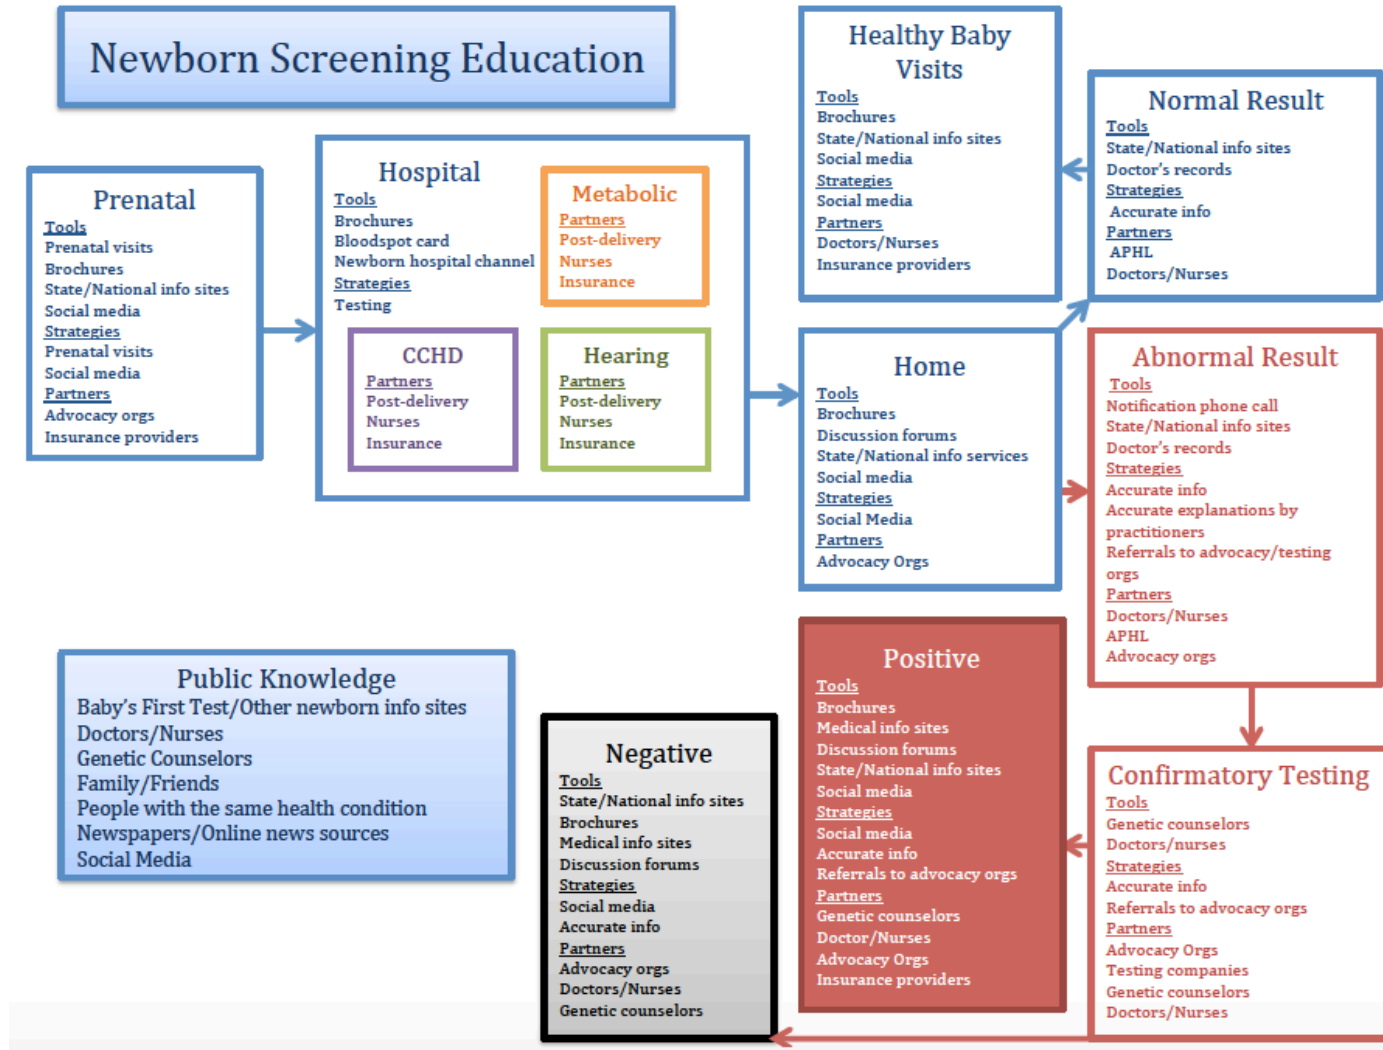 Newborn Screening Education
Prenatal
Tools
Prenatal visits
Brochures
State/National info sites
Social media
Strategies
Prenatal visits
Social media
Partners
Advocacy orgs
Insurance providers
Hospital
Tools
Brochures
Bloodspot card
Newborn hospital channel
Strategies
Testing
Metabolic
Partners
Post-delivery
Nurses
Insurance
CCHD
Partners
Post-delivery
Nurses
Insurance
Hearing
Partners
Post-delivery
Nurses
Insurance
Home
Tools
Brochures
Discussion forums
State/National info services
Social media
Strategies
Social Media
Partners
Advocacy Orgs
Normal Result
Tools
State/National info sites
Doctor's records
Strategies
Accurate info
Partners
APHL
Doctors/Nurses
Healthy Baby
Visits
Tools
Brochures
State/National info sites
Social media
Strategies
Social media
Partners
Doctors/Nurses
Insurance providers
Abnormal Result
Tools
Notification phone call
State/National info sites
Doctor's records
Strategies
Accurate info
Accurate explanations by
practitioners
Referrals to advocacy/testing
orgs
Partners
Doctors/Nurses
APHL
Advocacy orgs
Confirmatory Testing
Tools
Genetic counselors
Doctors/nurses
Strategies
Accurate info
Referrals to advocacy orgs
Partners
Advocacy Orgs
Testing companies
Genetic counselors
Doctors/Nurses
Positive
Tools
Brochures
Medical info sites
Discussion forums
State/National info sites
Social media
Strategies
Social media
Accurate info
Referrals to advocacy orgs
Partners
Genetic counselors
Doctor/Nurses
Advocacy Orgs
Insurance providers
Negative
Tools
State/National info sites
Brochures
Medical info sites
Discussion forums
Strategies
Social media
Accurate info
Partners
Advocacy orgs
Doctors/Nurses
Genetic counselors
Public Knowledge
Baby's First Test/Other newborn info sites
Doctors/Nurses
Genetic Counselors
Family/Friends
People with the same health condition
Newspapers/Online news sources
Social Media